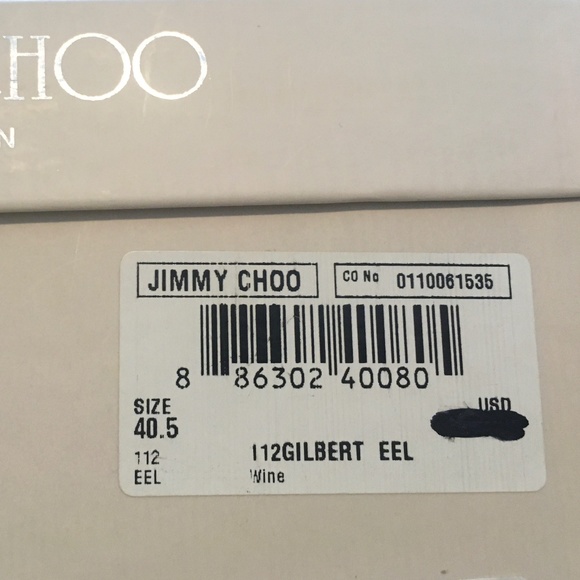 CHOO
N
JIMMY CHOO
CO No 0110061535
8 86302 40080
SIZE
40.5
USD
112
112GILBERT EEL
EEL
Wine